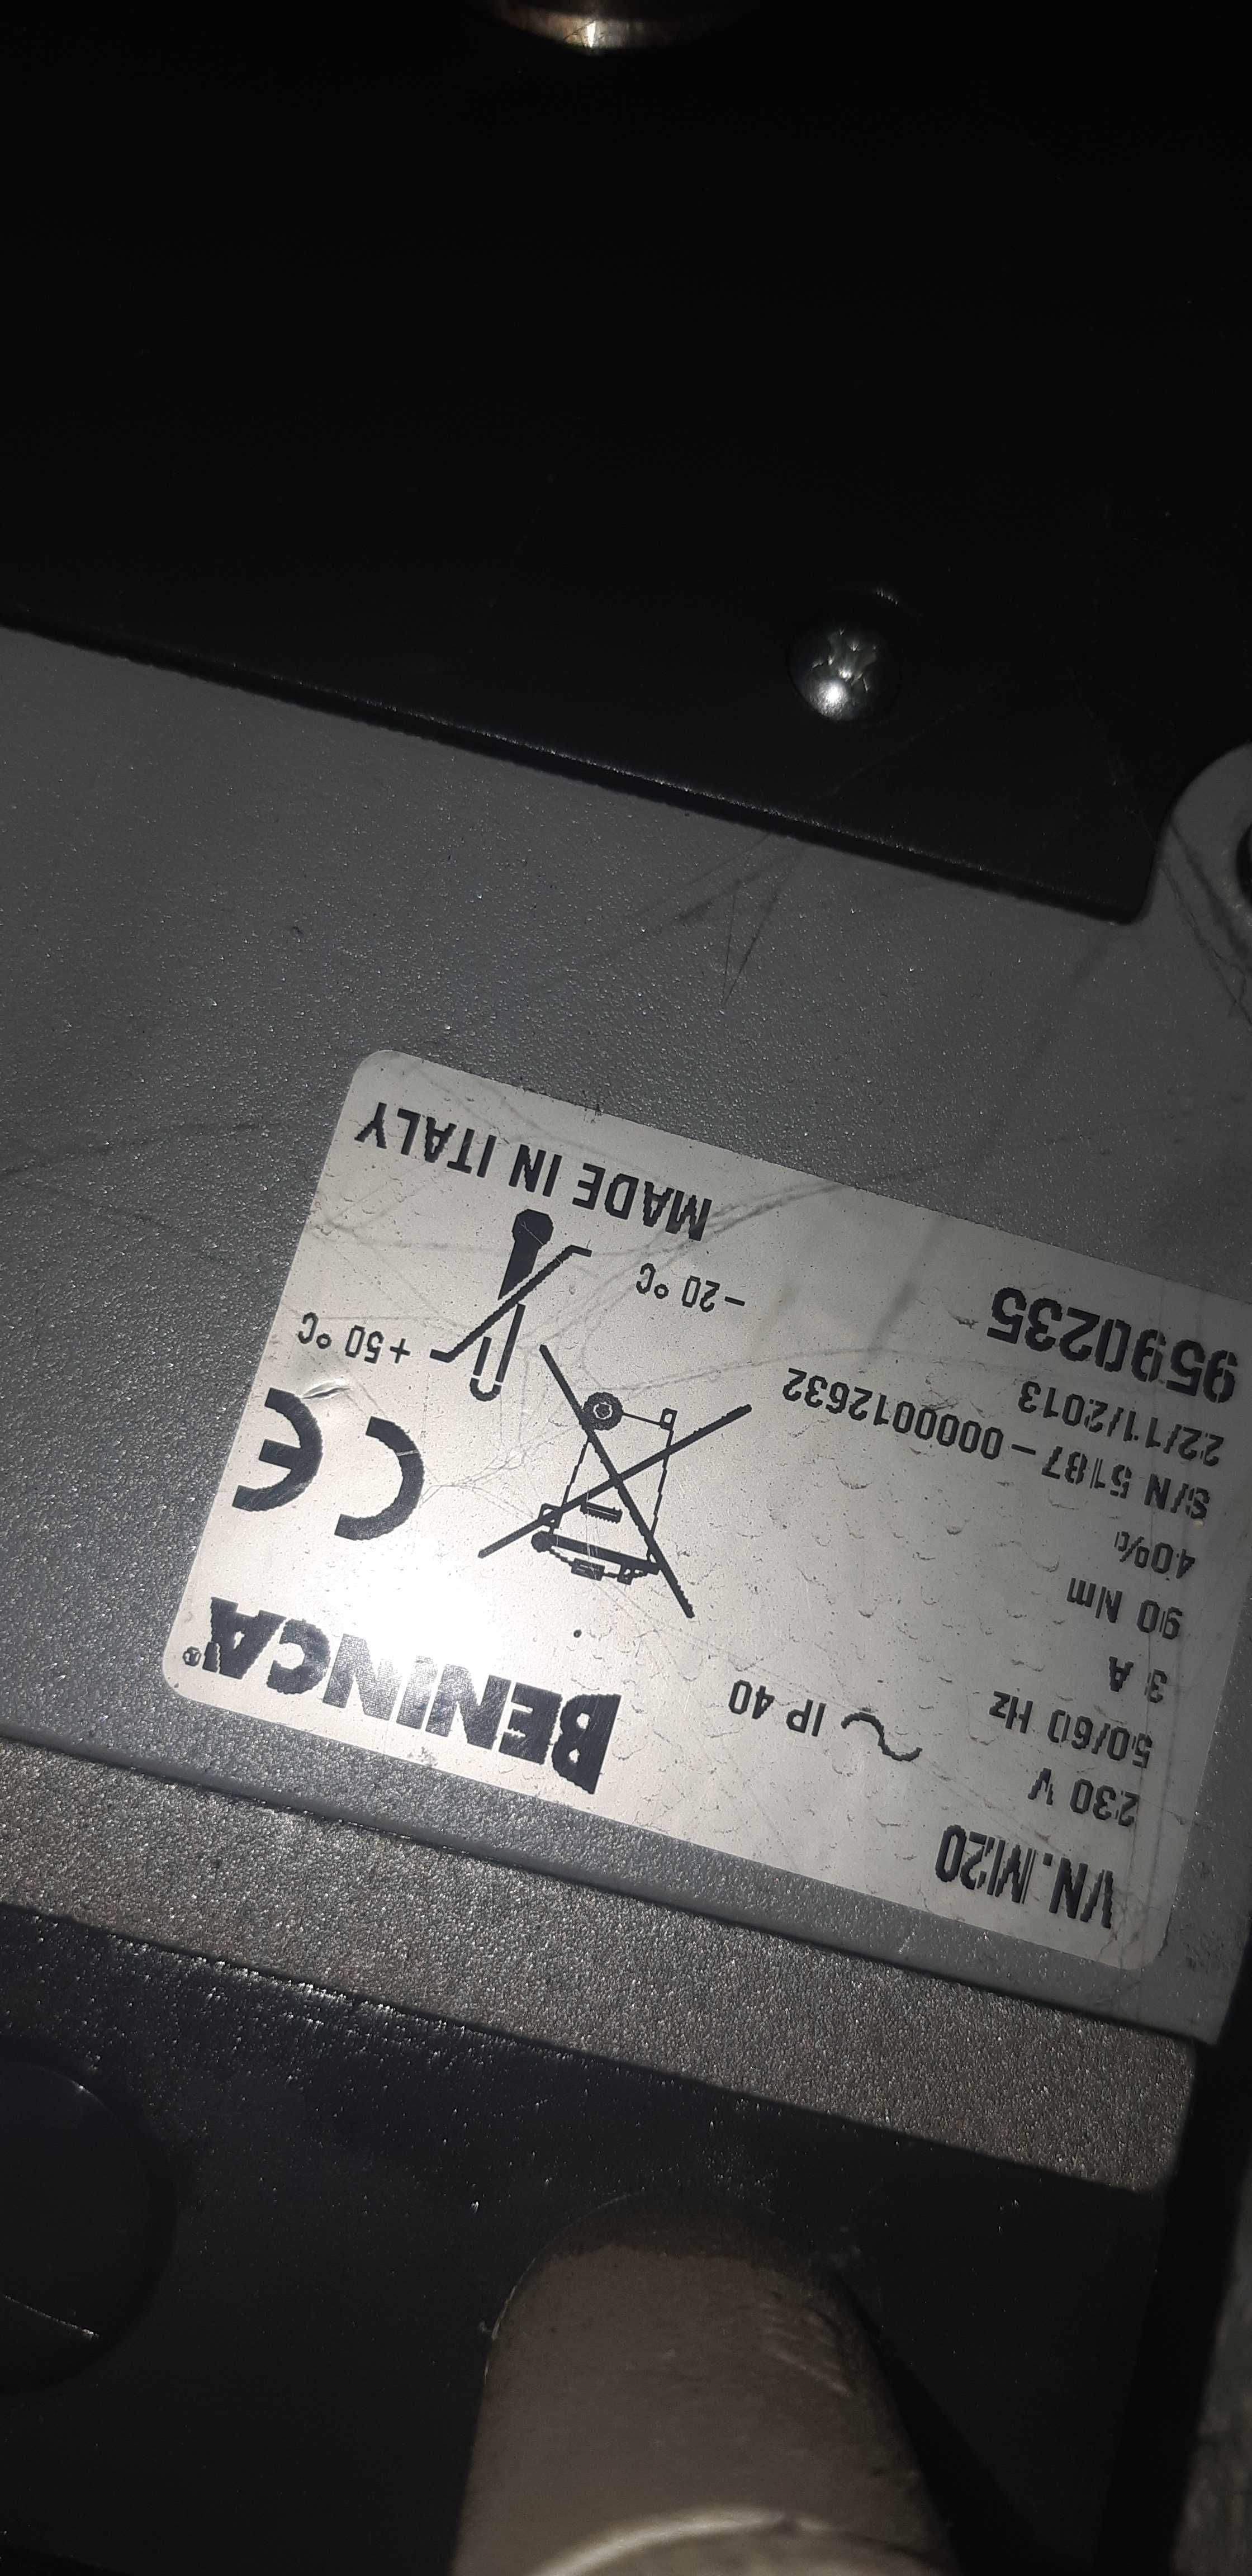 VN.M20
230 V
50/60 Hz
3 A
90 Nm
40%
S/N 5187 - 0000012632
22/11/2013
9590235
IP 40
BENINCA®
CE
+50 °C
-20 °C
MADE IN ITALY